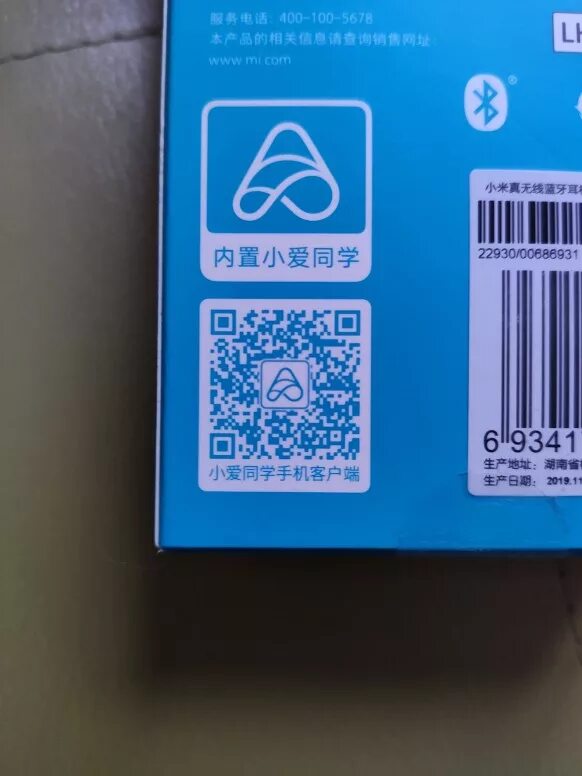 服务电话：400-100-5678
本产品的相关信息请查询销售网址：
www.mi.com
LH
内置小爱同学
小爱同学手机客户端
小米真无线蓝牙耳
22930/00686931
6 9341
生产地址：湖南省
生产日期：2019.11